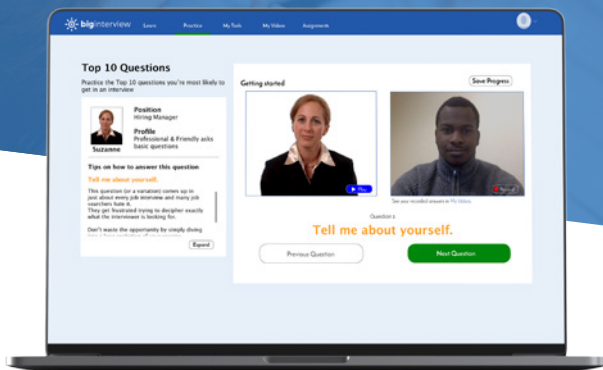 biginterview
Learn
Practice
My Tools
My Videos
Assignments
Top 10 Questions
Practice the Top 10 questions you're most likely to
get in an interview
Position
Hiring Manager
Profile
Professional & Friendly asks
basic questions
Suzanne
Tips on how to answer this question
Tell me about yourself.
This question (or a variation) comes up in
just about every job interview and many job
searchers hate it.
They get frustrated trying to decipher exactly
what the interviewer is looking for.
Don't waste the opportunity by simply diving
Expand
Getting started
Save Progress
Play
See your recorded answers in My Videos.
Tell me about yourself.
Previous Question
Next Question